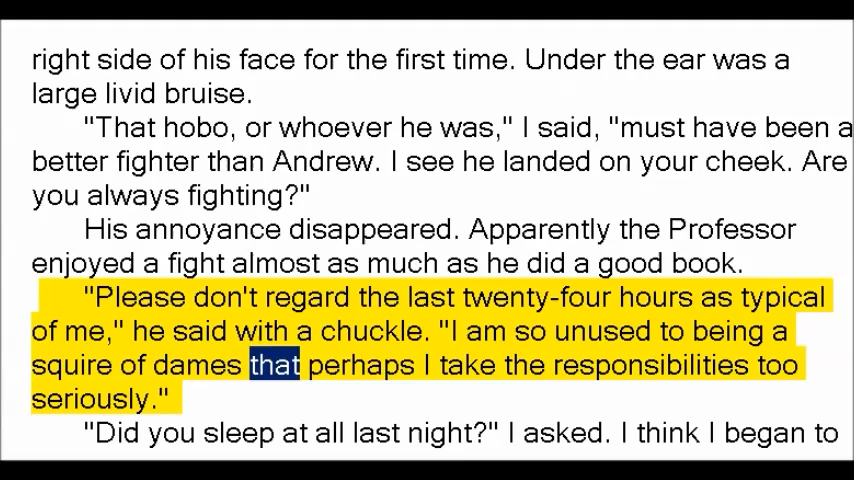 right side of his face for the first time. Under the ear was a
large livid bruise.
"That hobo, or whoever he was," I said, "must have been a
better fighter than Andrew. I see he landed on your cheek. Are
you always fighting?"
His annoyance disappeared. Apparently the Professor
enjoyed a fight almost as much as he did a good book.
"Please don't regard the last twenty-four hours as typical
of me," he said with a chuckle. "I am so unused to being a
squire of dames that perhaps I take the responsibilities too
seriously."
"Did you sleep at all last night?" I asked. I think I began to